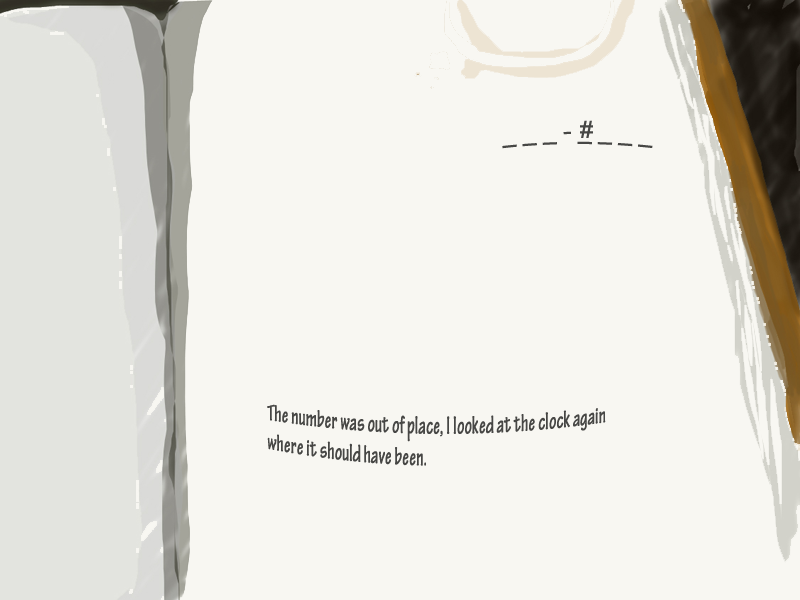 _ _ _ - #_ _ _ _
The number was out of place, I looked at the clock again
where it should have been.